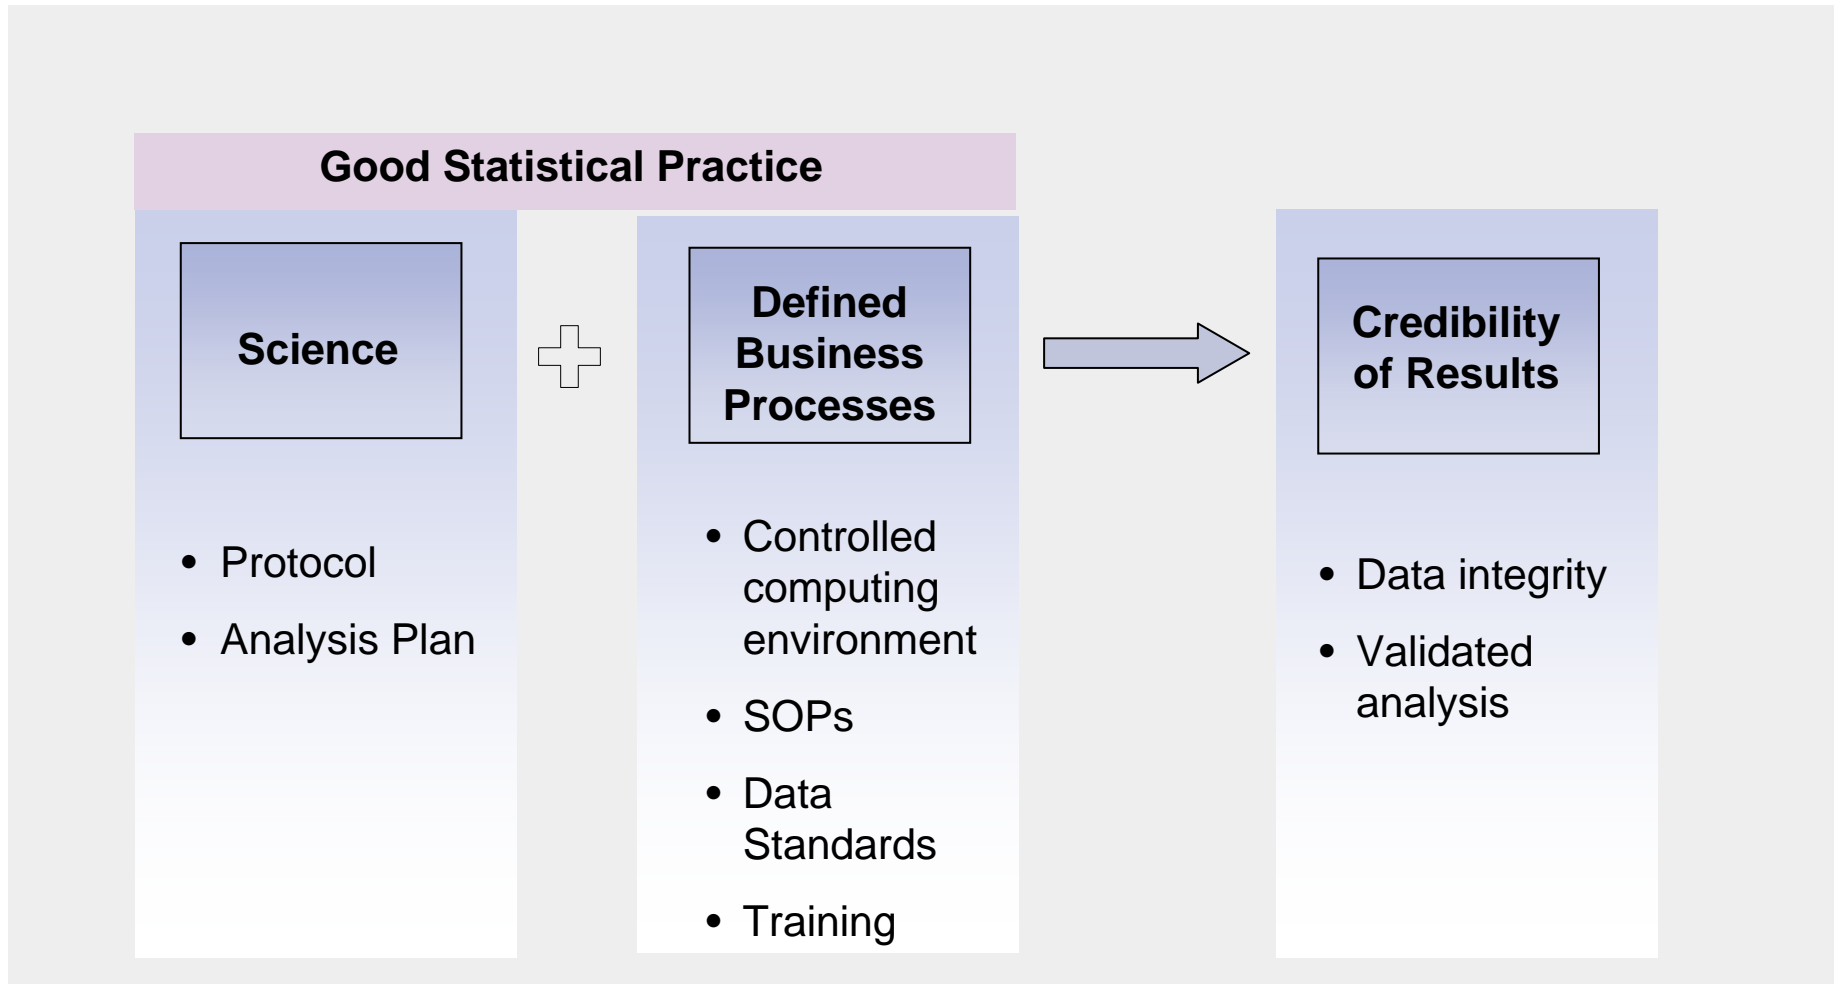 Good Statistical Practice
Science
• Protocol
• Analysis Plan
Defined
Business
Processes
• Controlled
computing
environment
• SOPs
• Data
Standards
• Training
Credibility
of Results
• Data integrity
• Validated
analysis